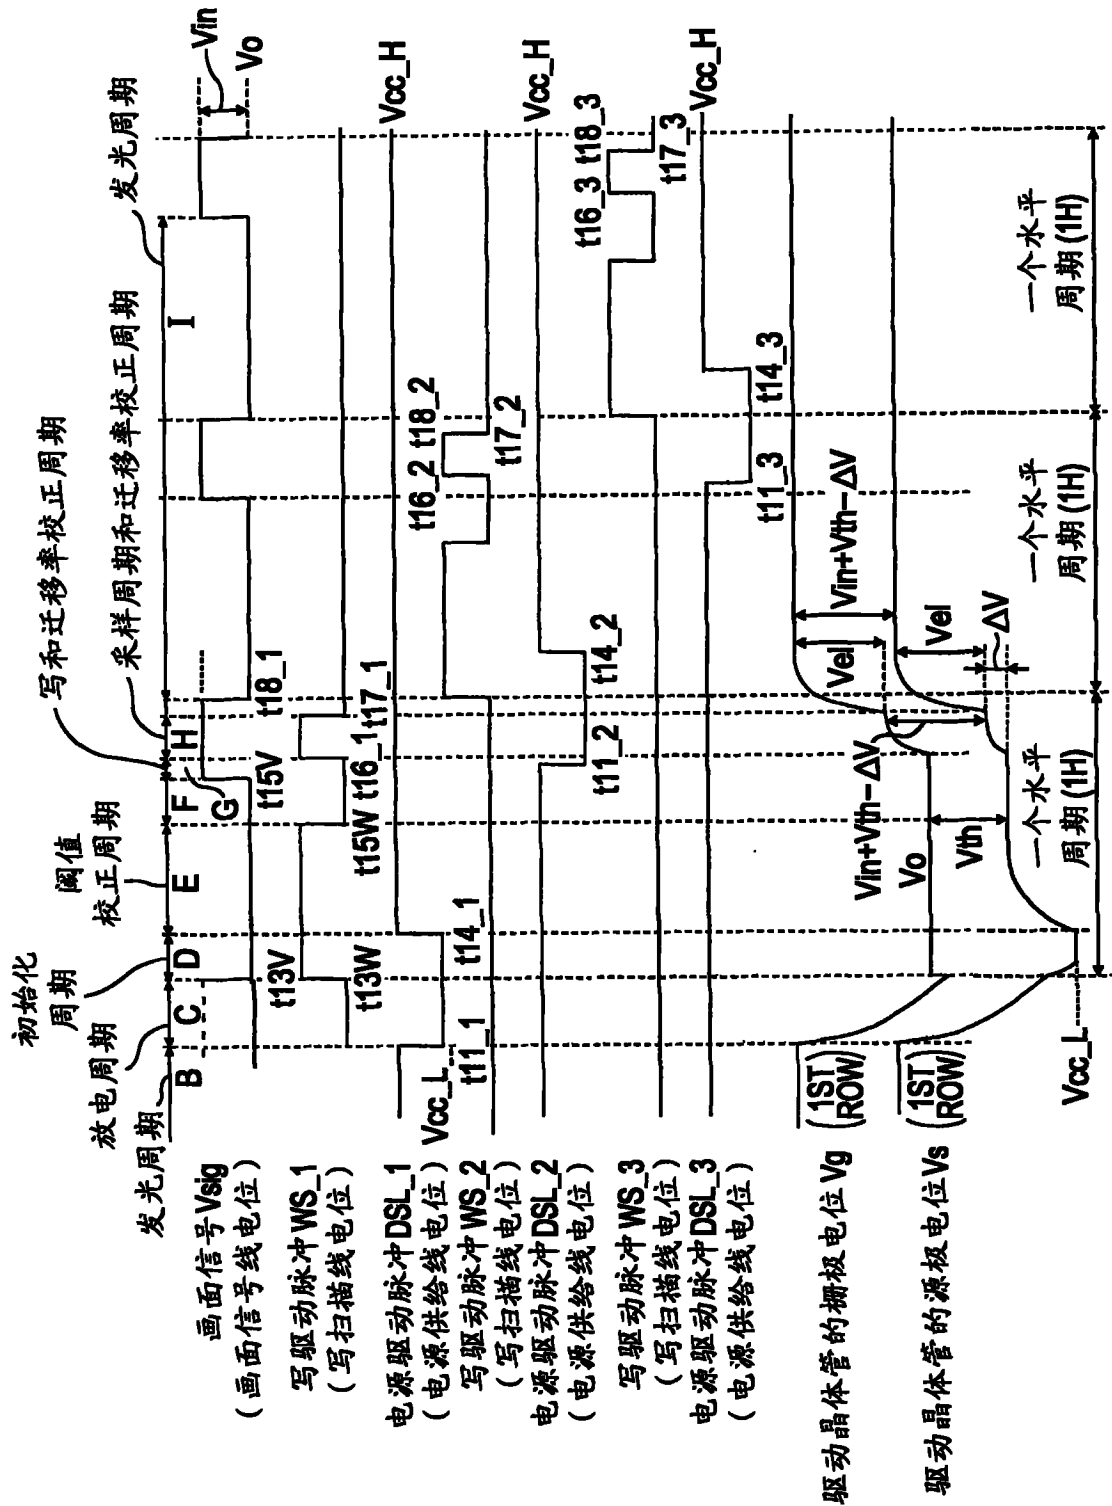 发光周期
放电周期
初始化
周期
阈值
校正周期
写和迁移率校正周期
采样周期和迁移率校正周期
发光周期
B
C
D
E
F
G
H
I
画面信号Vsig
(画面信号线电位)
Vin
Vo
t13V
t15V
t18_1
写驱动脉冲WS_1
(写扫描线电位)
t13W
t15W
t16_1
t17_1
电源驱动脉冲DSL_1
(电源供给线电位)
Vcc_L
t11_1
t14_1
Vcc_H
写驱动脉冲WS_2
(写扫描线电位)
t16_2
t18_2
t17_2
电源驱动脉冲DSL_2
(电源供给线电位)
t11_2
t14_2
Vcc_H
写驱动脉冲WS_3
(写扫描线电位)
t16_3
t18_3
t17_3
电源驱动脉冲DSL_3
(电源供给线电位)
t11_3
t14_3
Vcc_H
驱动晶体管的栅极电位Vg
(1ST
ROW)
Vin+Vth-ΔV
Vo
Vel
Vin+Vth-ΔV
驱动晶体管的源极电位Vs
(1ST
ROW)
Vth
Vel
ΔV
Vcc_L
一个水平
周期(1H)
一个水平
周期(1H)
一个水平
周期(1H)